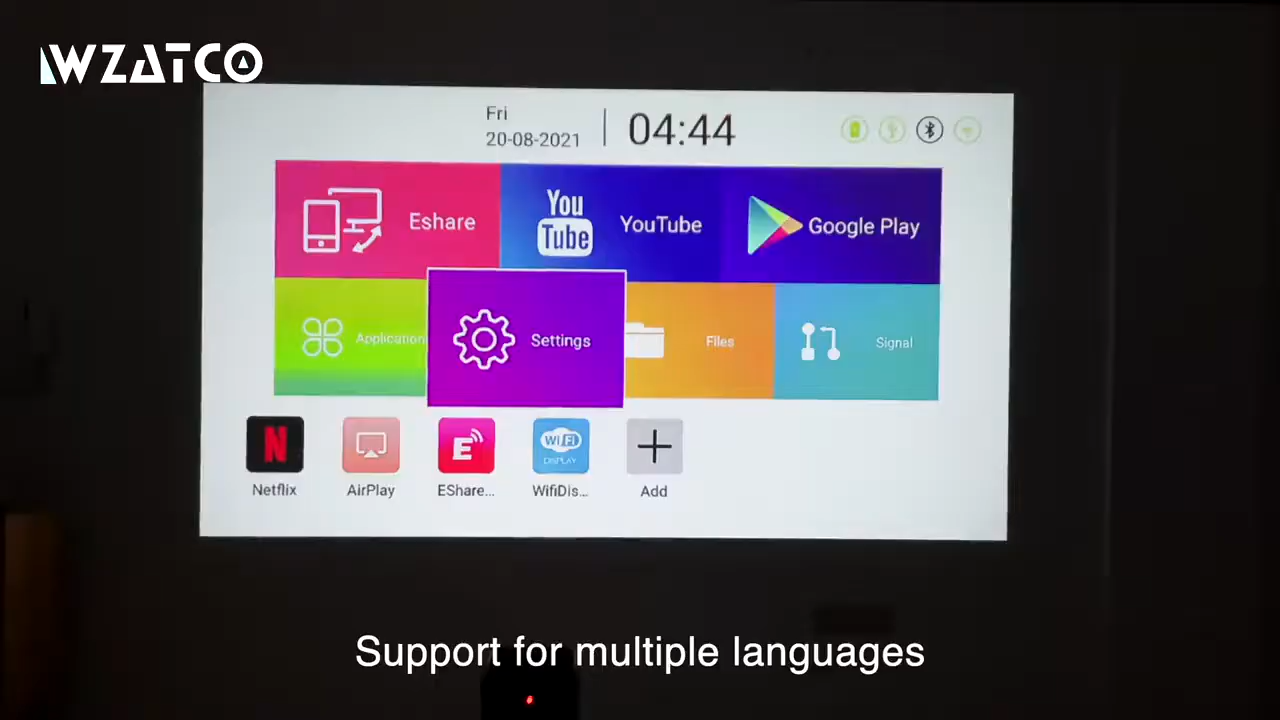 WZATCO
Fri
20-08-2021
04:44
Eshare
You
Tube
YouTube
Google Play
Application
Settings
Files
Signal
N
E
WiFi
DISPLAY
Netflix
AirPlay
EShare...
WifiDis...
Add
Support for multiple languages